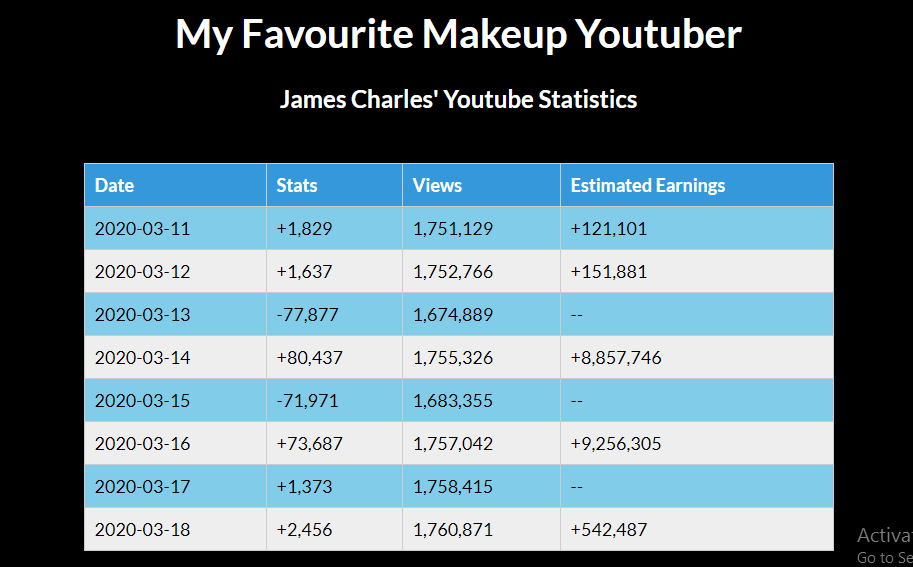 My Favourite Makeup Youtuber
James Charles' Youtube Statistics
Date Stats Views Estimated Earnings
2020-03-11 +1,829 1,751,129 +121,101
2020-03-12 +1,637 1,752,766 +151,881
2020-03-13 -77,877 1,674,889 --
2020-03-14 +80,437 1,755,326 +8,857,746
2020-03-15 -71,971 1,683,355 --
2020-03-16 +73,687 1,757,042 +9,256,305
2020-03-17 +1,373 1,758,415 --
2020-03-18 +2,456 1,760,871 +542,487
Activa
Go to Se